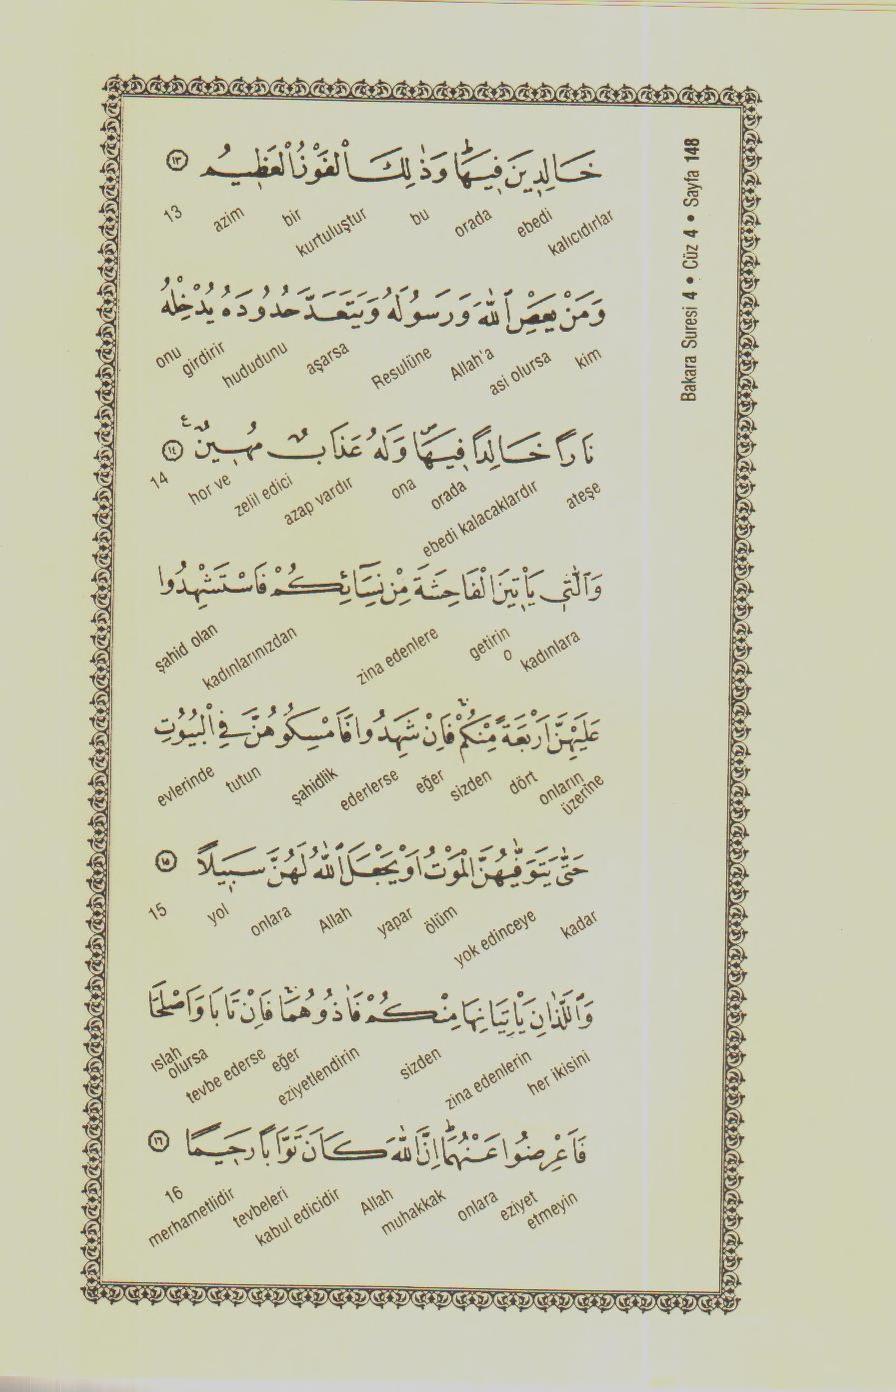 خَالِدِينَ فِيهَاۜ وَذٰلِكَ الْفَوْزُ الْعَظِيمُ ﴿١٣﴾
kalıcıdırlar ebedi orada bu kurtuluştur bir azim 13
وَمَنْ يَعْصِ اللّٰهَ وَرَسُولَهُ وَيَتَعَدَّ حُدُودَهُ يُدْخِلْهُ
kim asi olursa Allah'a Resulüne aşarsa hududunu girdirir onu
نَارًا خَالِدًا فِيهَاۖ وَلَهُ عَذَابٌ مُهِينٌ ﴿١٤﴾ ع
ateşe ebedi kalacaklardır orada ona azap vardır zelil edici hor ve 14
وَالّٰتِي يَأْتِينَ الْفَاحِشَةَ مِنْ نِسَائِكُمْ فَاسْتَشْهِدُوا
kadınlara o getirin zina edenlere kadınlarınızdan şahid olan
عَلَيْهِنَّ اَرْبَعَةً مِنْكُمْۚ فَاِنْ شَهِدُوا فَاَمْسِكُوهُنَّ فِي الْبُيُوتِ
onların üzerine dört sizden eğer ederlerse şahidlik tutun evlerinde
حَتّٰى يَتَوَفّٰيهُنَّ الْمَوْتُ اَوْ يَجْعَلَ اللّٰهُ لَهُنَّ سَبِيلًا ﴿١٥﴾
kadar yok edinceye ölüm yapar Allah onlara yol 15
وَالَّذَانِ يَأْتِيَانِهَا مِنْكُمْ فَاٰذُوهُمَاۚ فَاِنْ تَابَا وَاَصْلَحَا
her ikisini zina edenlerin sizden eziyetlendirin eğer tevbe ederse olursa ıslah
فَاَعْرِضُوا عَنْهُمَاۜ اِنَّ اللّٰهَ كَانَ تَوَّابًا رَحِيمًا ﴿١٦﴾
etmeyin eziyet onlara muhakkak Allah kabul edicidir tevbeleri merhametlidir 16
Bakara Suresi 4 • Cüz 4 • Sayfa 148